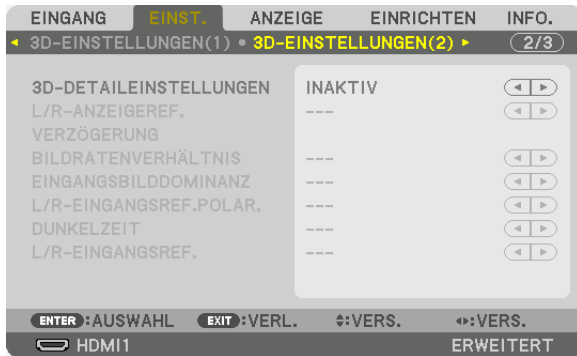 EINGANG EINST. ANZEIGE EINRICHTEN INFO.
◂ 3D-EINSTELLUNGEN(1) • 3D-EINSTELLUNGEN(2) ▸ 2/3
3D-DETAILEINSTELLUNGEN INAKTIV
L/R-ANZEIGEREF. ---
VERZÖGERUNG
BILDRATENVERHÄLTNIS ---
EINGANGSBILDDOMINANZ ---
L/R-EINGANGSREF.POLAR. ---
DUNKELZEIT ---
L/R-EINGANGSREF. ---
ENTER:AUSWAHL EXIT:VERL. :VERS. :VERS.
HDMI1 ERWEITERT